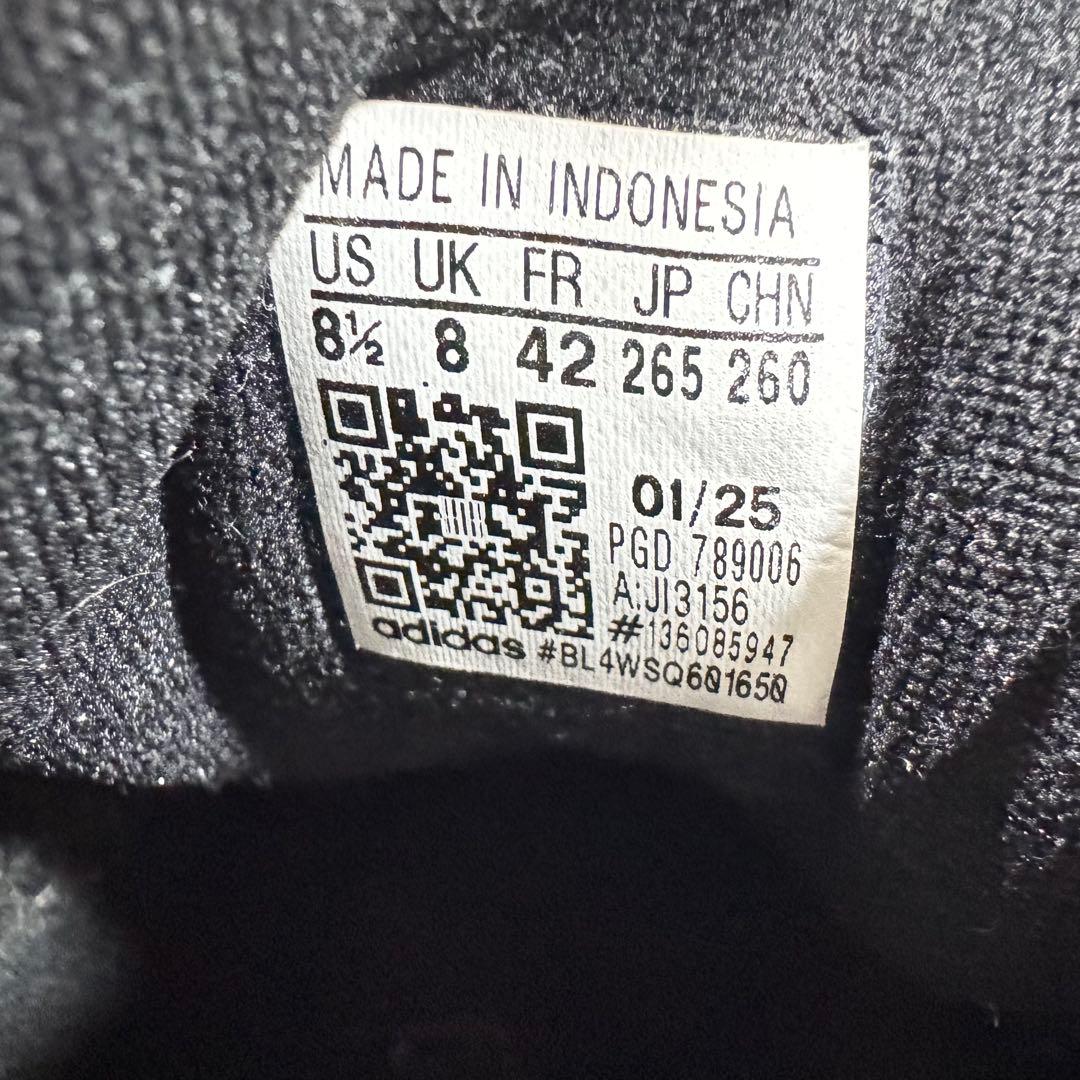 MADE IN INDONESIA
US UK FR JP CHN
8½ 8 42 265 260
01/25
PGD 789006
A:JI3156
#136085947
adidas #BL4WSQ601650